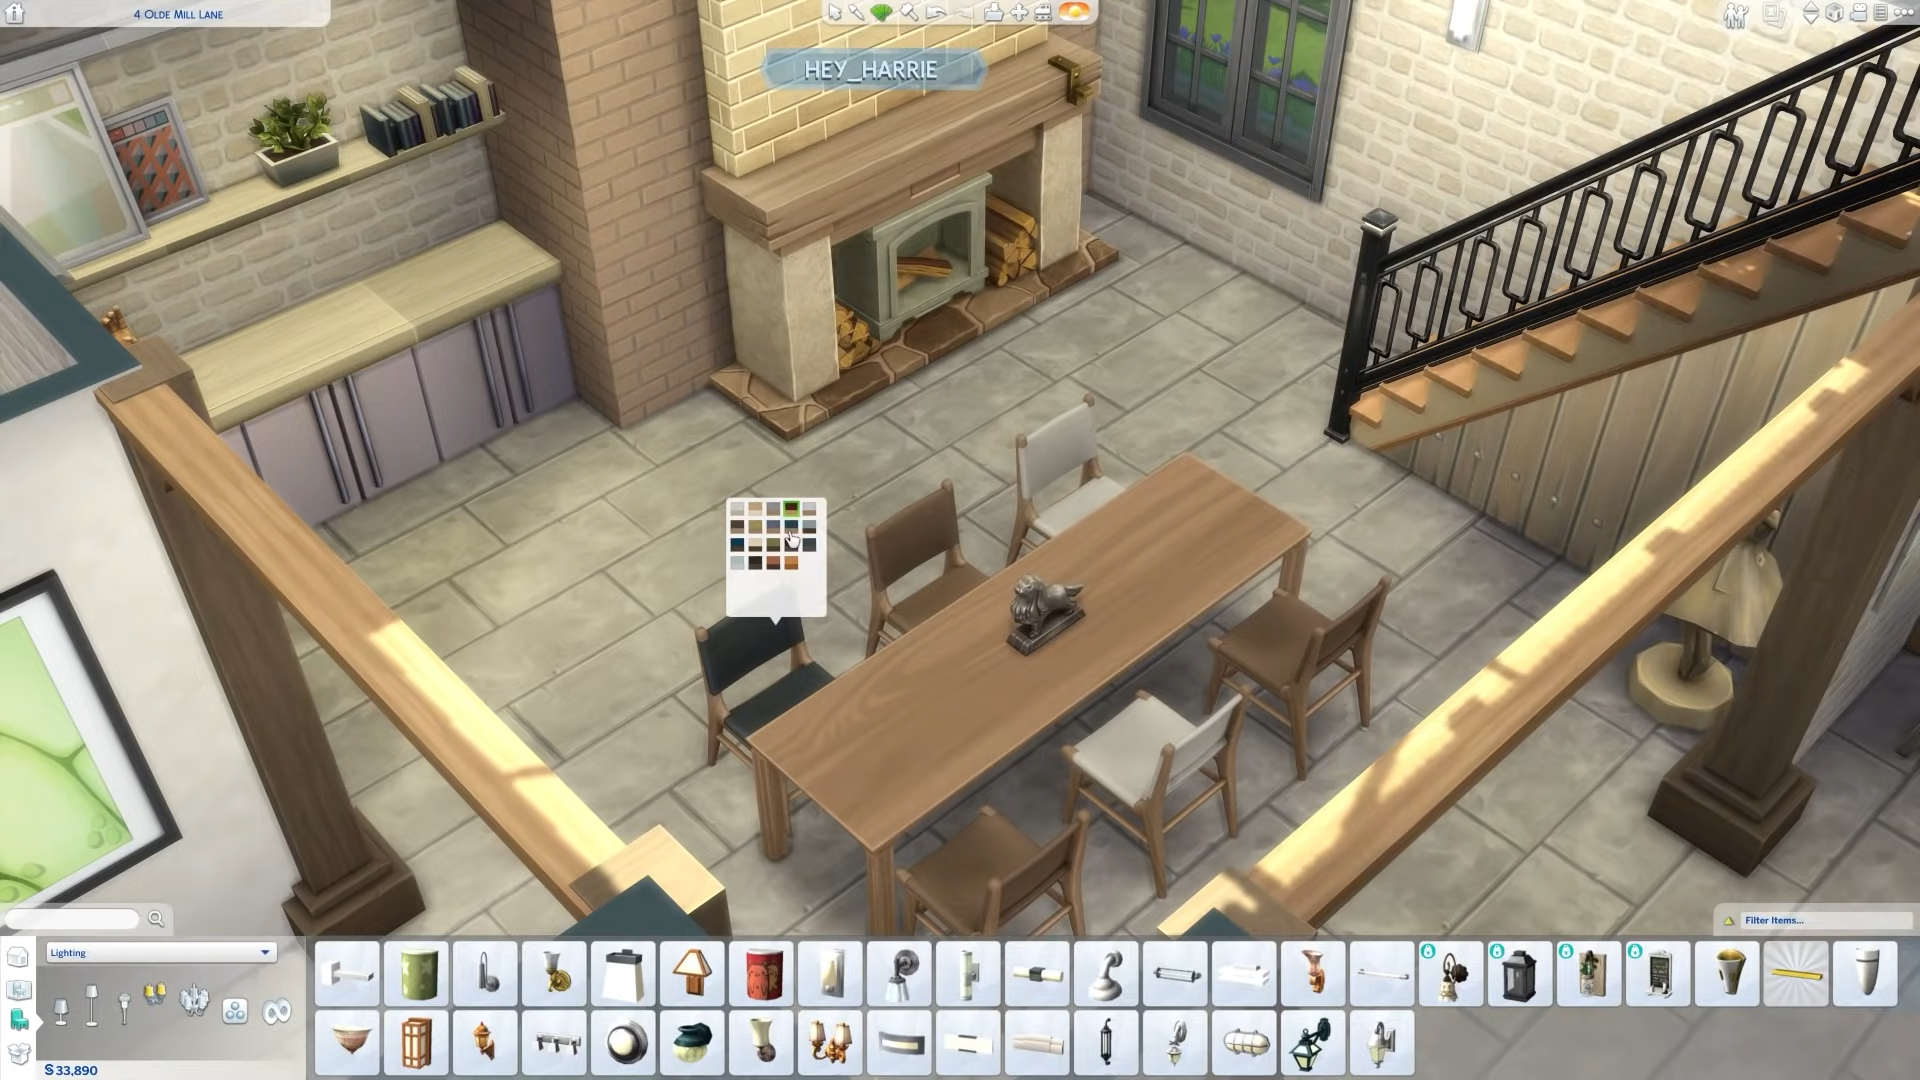 4 OLDE MILL LANE
HEY_HARRIE
Filter Items...
Lighting
§33,890